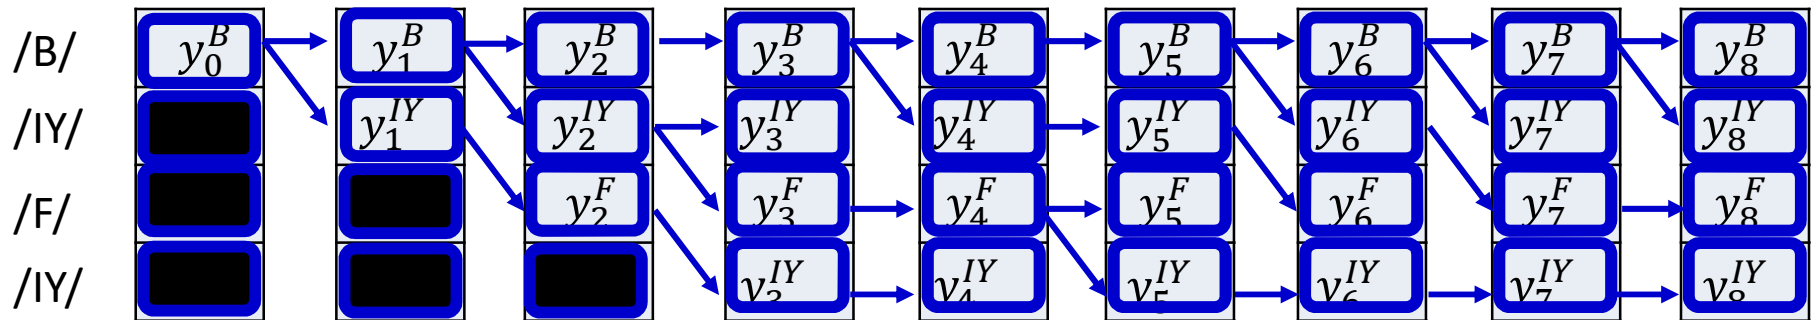 /B/ y_0^B y_1^B y_2^B y_3^B y_4^B y_5^B y_6^B y_7^B y_8^B
/IY/ y_1^{IY} y_2^{IY} y_3^{IY} y_4^{IY} y_5^{IY} y_6^{IY} y_7^{IY} y_8^{IY}
/F/ y_2^F y_3^F y_4^F y_5^F y_6^F y_7^F y_8^F
/IY/ y_3^{IY} y_4^{IY} y_5^{IY} y_6^{IY} y_7^{IY} y_8^{IY}